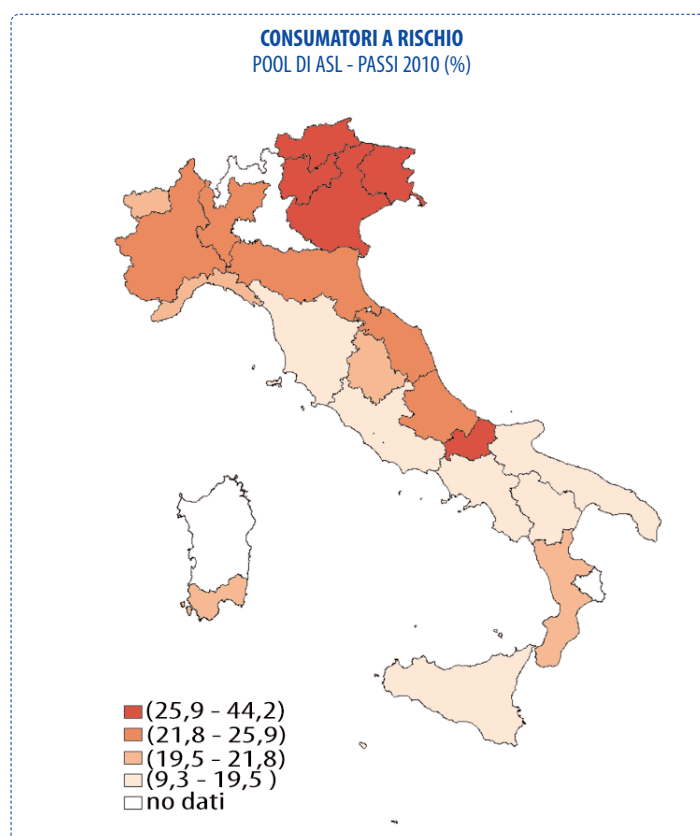 CONSUMATORI A RISCHIO
POOL DI ASL - PASSI 2010 (%)
(25,9 - 44,2)
(21,8 - 25,9)
(19,5 - 21,8)
(9,3 - 19,5 )
no dati